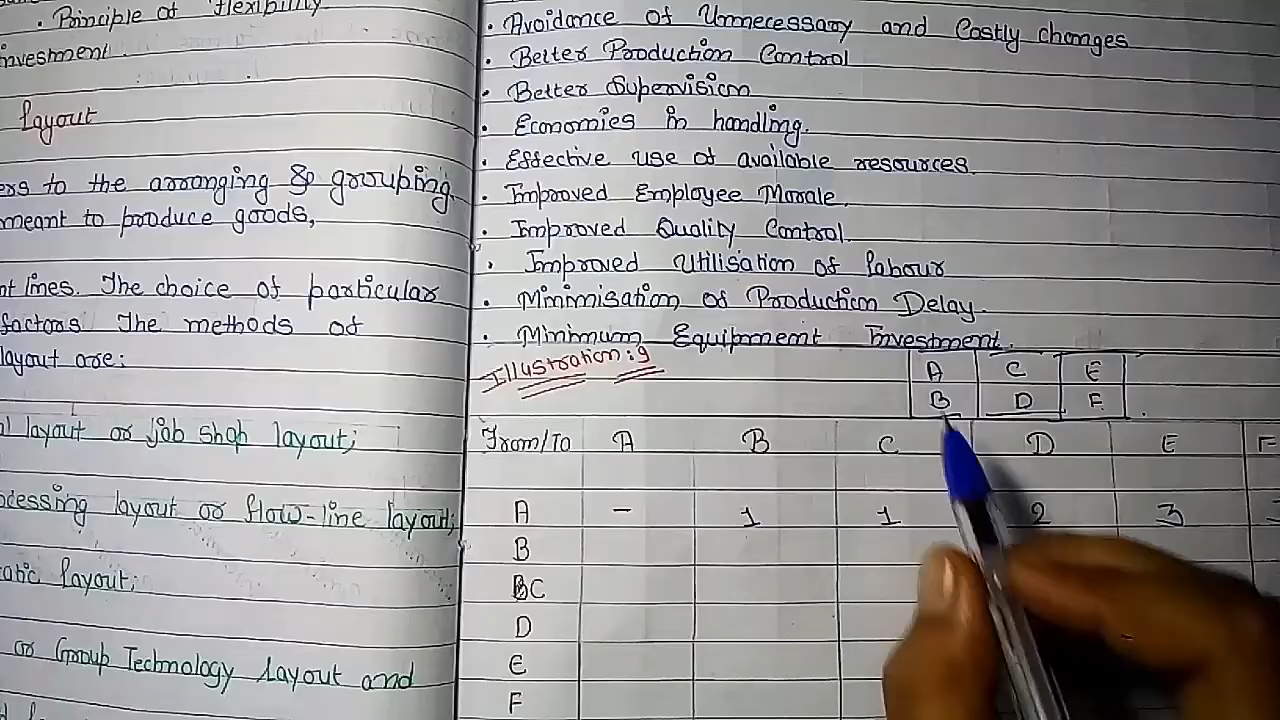 Principle of flexibility
investment.
Layout
to the arranging & grouping
meant to produce goods,
lines. The choice of particular
factors The methods of
layout are:
layout or job shop layout;
layout or flow-line layout;
layout;
or Group Technology Layout and
• Avoidance of Unnecessary and Costly changes
• Better Production Control
• Better Supervision
• Economies in handling.
• Effective use of available resources.
• Improved Employee Morale.
• Improved Quality Control.
• Improved Utilisation of Labour
• Minimisation of Production Delay.
• Minimum Equipment Investment.
Illustration: 9
A C E
B D F
From/To A B C D E F
A - 1 1 2 3
B
C
D
E
F